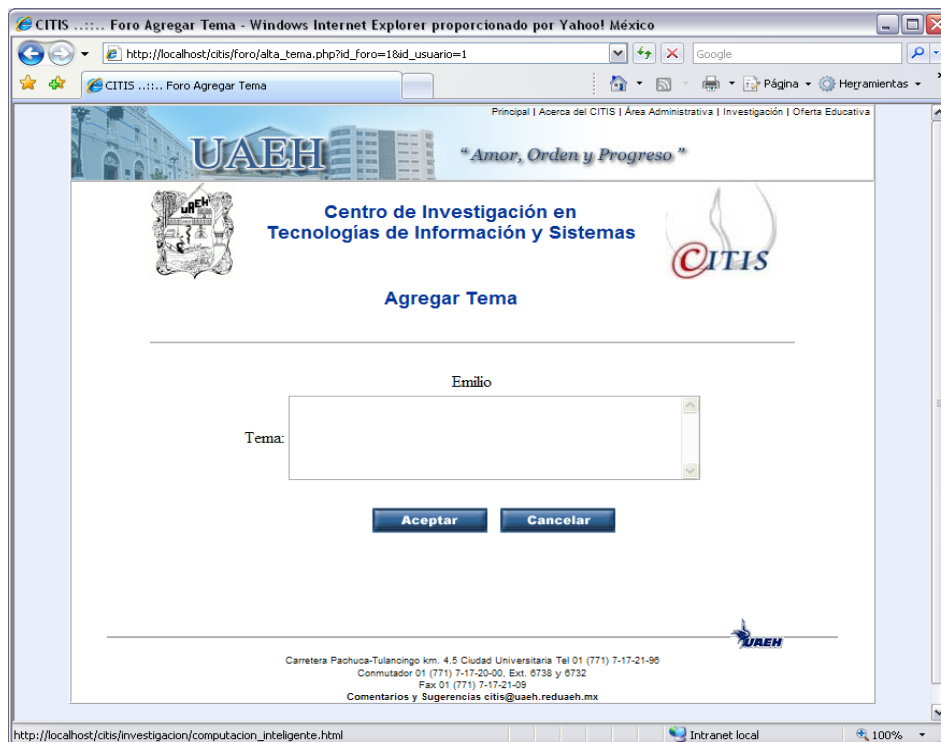 CITIS ..::.. Foro Agregar Tema - Windows Internet Explorer proporcionado por Yahoo! México
http://localhost/citis/foro/alta_tema.php?id_foro=1&id_usuario=1
Google
CITIS ..::.. Foro Agregar Tema
Página
Herramientas
Principal | Acerca del CITIS | Área Administrativa | Investigación | Oferta Educativa
UAEH
" Amor, Orden y Progreso "
UAEH
Centro de Investigación en
Tecnologías de Información y Sistemas
CITIS
Agregar Tema
Emilio
Tema:
Aceptar
Cancelar
UAEH
Carretera Pachuca-Tulancingo km. 4.5 Ciudad Universitaria Tel 01 (771) 7-17-21-96
Conmutador 01 (771) 7-17-20-00, Ext. 6738 y 6732
Fax 01 (771) 7-17-21-09
Comentarios y Sugerencias citis@uaeh.reduaeh.mx
http://localhost/citis/investigacion/computacion_inteligente.html
Intranet local
100%